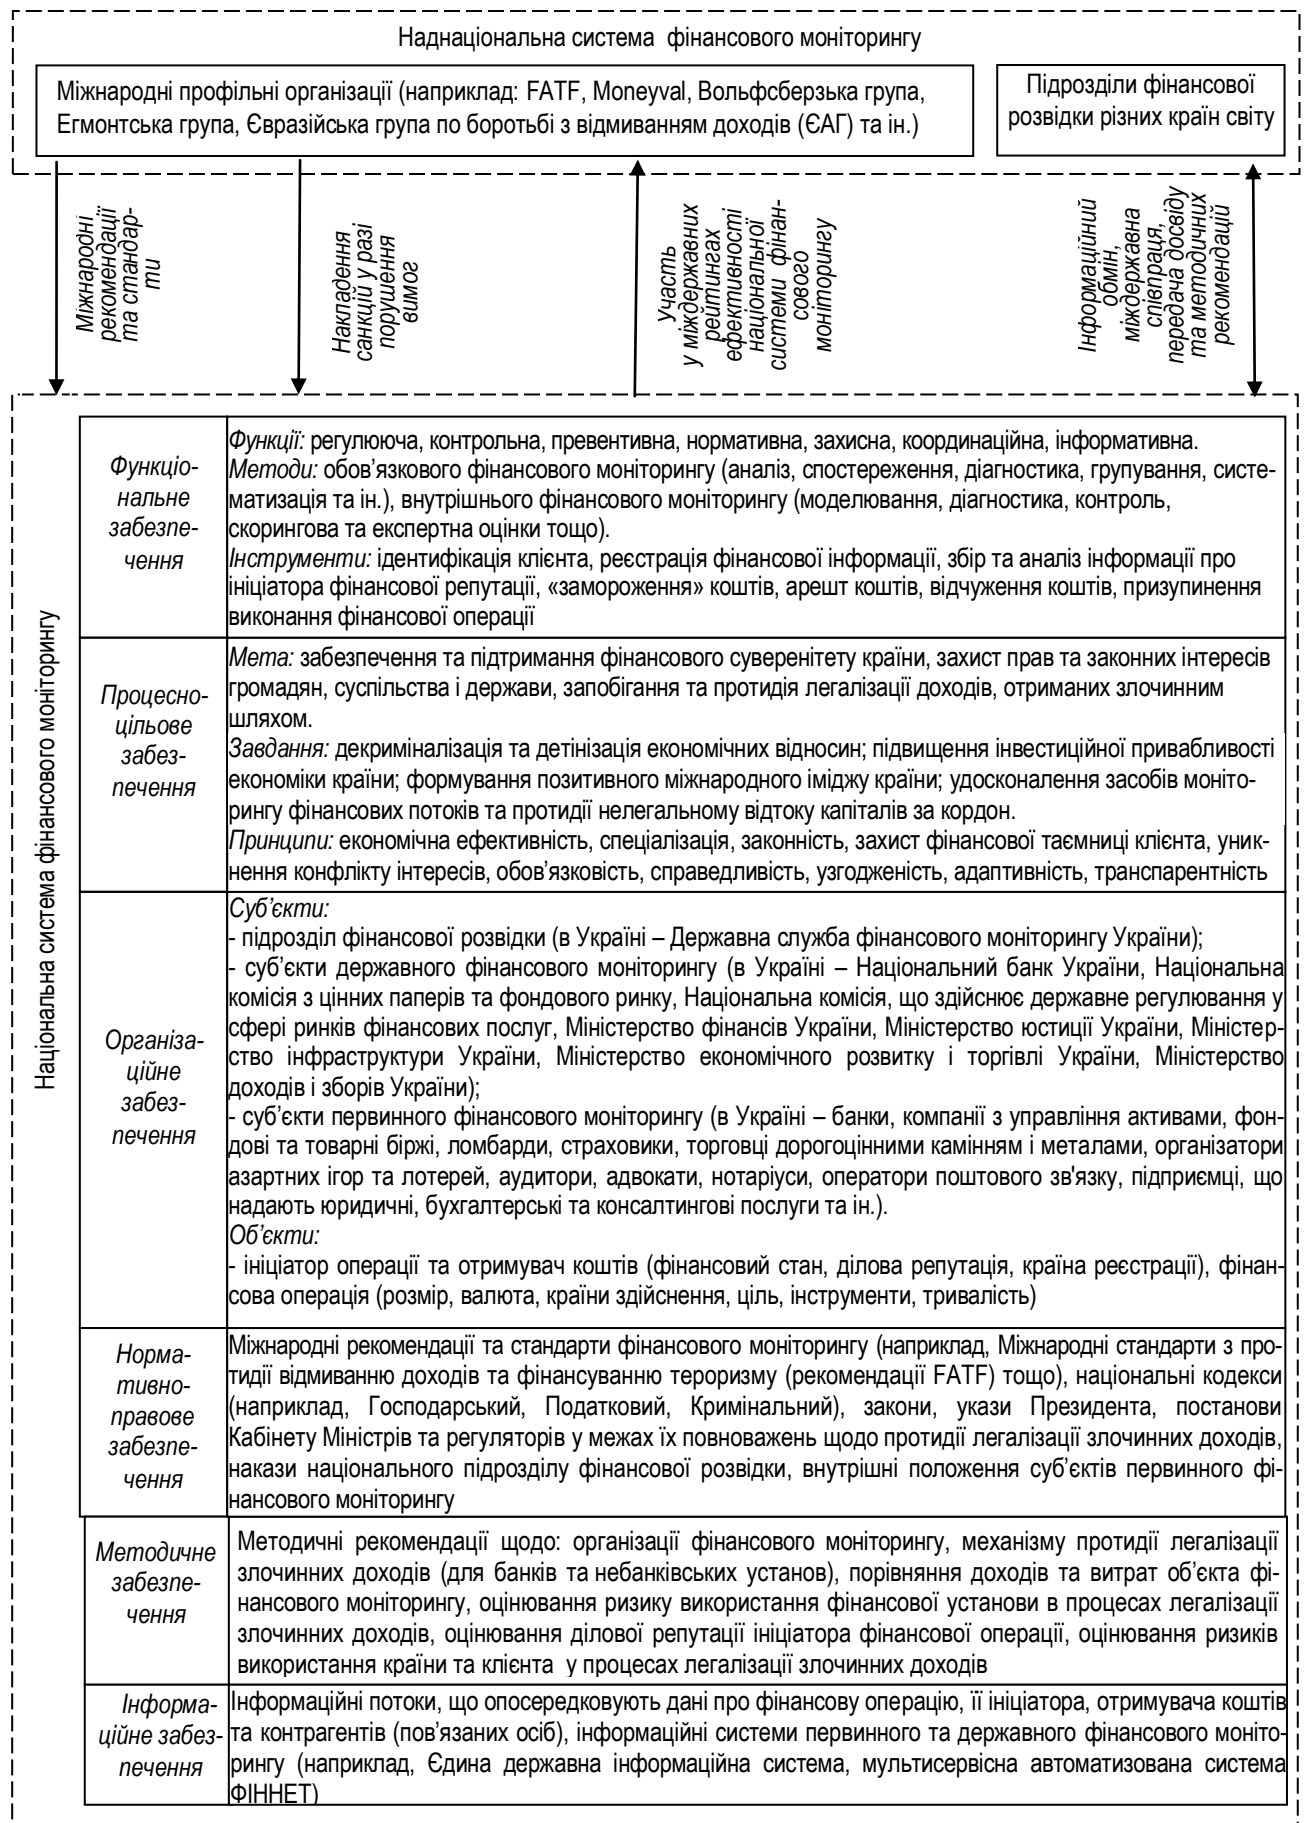 Наднаціональна система фінансового моніторингу
Міжнародні профільні організації (наприклад: FATF, Moneyval, Вольфсберзька група,
Егмонтська група, Євразійська група по боротьбі з відмиванням доходів (ЄАГ) та ін.)
Підрозділи фінансової
розвідки різних країн світу
Міжнародні
рекомендації
та стандар-
ти
Накладення
санкцій у разі
порушення
вимог
Участь
у міждержавних
рейтингах
ефективності
національної
системи фінан-
сового
моніторингу
Інформаційний
обмін,
міждержавна
співпраця,
передача досвіду
та методичних
рекомендацій
Національна система фінансового моніторингу
Функціо-
нальне
забезпе-
чення
Функції: регулююча, контрольна, превентивна, нормативна, захисна, координаційна, інформативна.
Методи: обов’язкового фінансового моніторингу (аналіз, спостереження, діагностика, групування, систе-
матизація та ін.), внутрішнього фінансового моніторингу (моделювання, діагностика, контроль,
скорингова та експертна оцінки тощо).
Інструменти: ідентифікація клієнта, реєстрація фінансової інформації, збір та аналіз інформації про
ініціатора фінансової репутації, «замороження» коштів, арешт коштів, відчуження коштів, призупинення
виконання фінансової операції
Процесно-
цільове
забез-
печення
Мета: забезпечення та підтримання фінансового суверенітету країни, захист прав та законних інтересів
громадян, суспільства і держави, запобігання та протидія легалізації доходів, отриманих злочинним
шляхом.
Завдання: декриміналізація та детінізація економічних відносин; підвищення інвестиційної привабливості
економіки країни; формування позитивного міжнародного іміджу країни; удосконалення засобів моніто-
рингу фінансових потоків та протидії нелегальному відтоку капіталів за кордон.
Принципи: економічна ефективність, спеціалізація, законність, захист фінансової таємниці клієнта, уник-
нення конфлікту інтересів, обов’язковість, справедливість, узгодженість, адаптивність, транспарентність
Організа-
ційне
забез-
печення
Суб’єкти:
- підрозділ фінансової розвідки (в Україні – Державна служба фінансового моніторингу України);
- суб’єкти державного фінансового моніторингу (в Україні – Національний банк України, Національна
комісія з цінних паперів та фондового ринку, Національна комісія, що здійснює державне регулювання у
сфері ринків фінансових послуг, Міністерство фінансів України, Міністерство юстиції України, Міністер-
ство інфраструктури України, Міністерство економічного розвитку і торгівлі України, Міністерство
доходів і зборів України);
- суб’єкти первинного фінансового моніторингу (в Україні – банки, компанії з управління активами, фон-
дові та товарні біржі, ломбарди, страховики, торговці дорогоцінними камінням і металами, організатори
азартних ігор та лотерей, аудитори, адвокати, нотаріуси, оператори поштового зв'язку, підприємці, що
надають юридичні, бухгалтерські та консалтингові послуги та ін.).
Об’єкти:
- ініціатор операції та отримувач коштів (фінансовий стан, ділова репутація, країна реєстрації), фінан-
сова операція (розмір, валюта, країни здійснення, ціль, інструменти, тривалість)
Норма-
тивно-
правове
забезпе-
чення
Міжнародні рекомендації та стандарти фінансового моніторингу (наприклад, Міжнародні стандарти з про-
тидії відмиванню доходів та фінансуванню тероризму (рекомендації FATF) тощо), національні кодекси
(наприклад, Господарський, Податковий, Кримінальний), закони, укази Президента, постанови
Кабінету Міністрів та регуляторів у межах їх повноважень щодо протидії легалізації злочинних доходів,
накази національного підрозділу фінансової розвідки, внутрішні положення суб’єктів первинного фі-
нансового моніторингу
Методичне
забезпе-
чення
Методичні рекомендації щодо: організації фінансового моніторингу, механізму протидії легалізації
злочинних доходів (для банків та небанківських установ), порівняння доходів та витрат об’єкта фі-
нансового моніторингу, оцінювання ризику використання фінансової установи в процесах легалізації
злочинних доходів, оцінювання ділової репутації ініціатора фінансової операції, оцінювання ризиків
використання країни та клієнта у процесах легалізації злочинних доходів
Інформа-
ційне забез-
печення
Інформаційні потоки, що опосередковують дані про фінансову операцію, її ініціатора, отримувача коштів
та контрагентів (пов’язаних осіб), інформаційні системи первинного та державного фінансового моніто-
рингу (наприклад, Єдина державна інформаційна система, мультисервісна автоматизована система
ФІННЕТ)